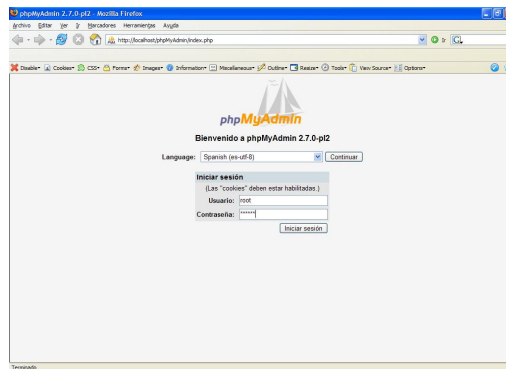 phpMyAdmin 2.7.0-pl2 - Mozilla Firefox
Archivo Editar Ver Ir Marcadores Herramientas Ayuda
http://localhost/phpMyAdmin/index.php
Disable Cookies CSS Forms Images Information Miscellaneous Outline Resize Tools View Source Options
phpMyAdmin
Bienvenido a phpMyAdmin 2.7.0-pl2
Language: Spanish (es-utf-8) Continuar
Iniciar sesión
(Las "cookies" deben estar habilitadas.)
Usuario: root
Contraseña: ******
Iniciar sesión
Terminado